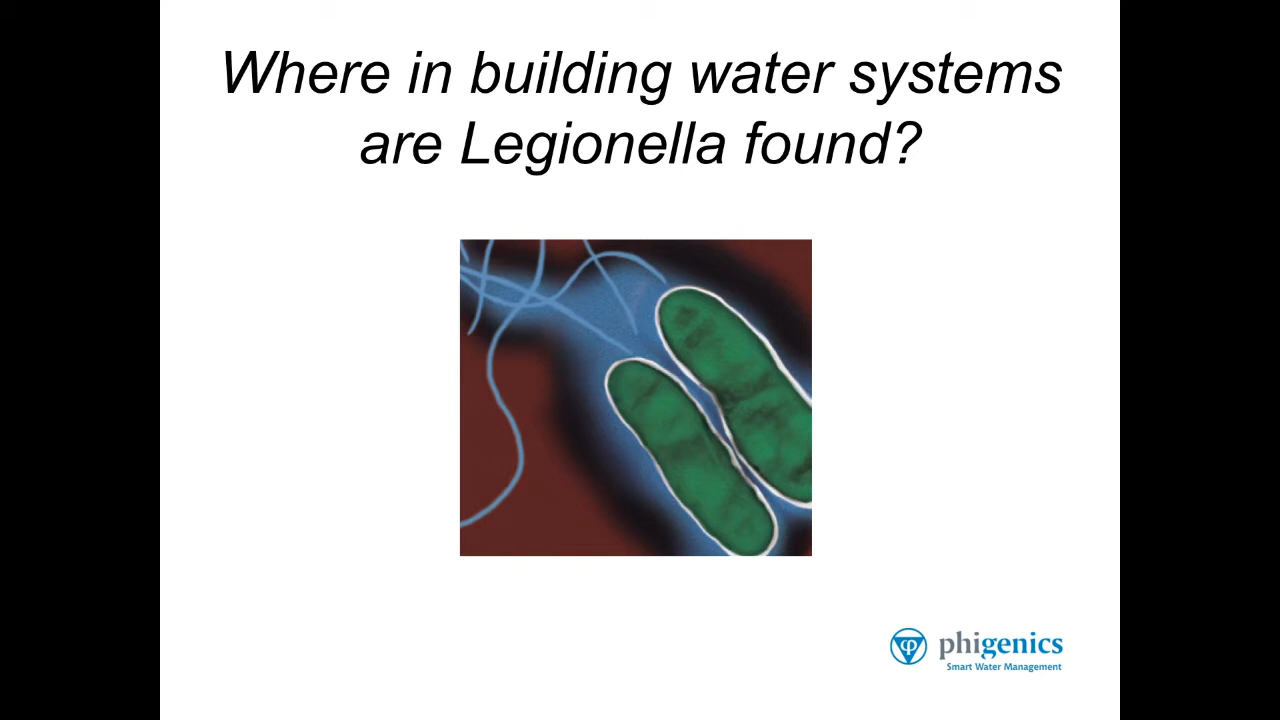 Where in building water systems
are Legionella found?
phigenics
Smart Water Management